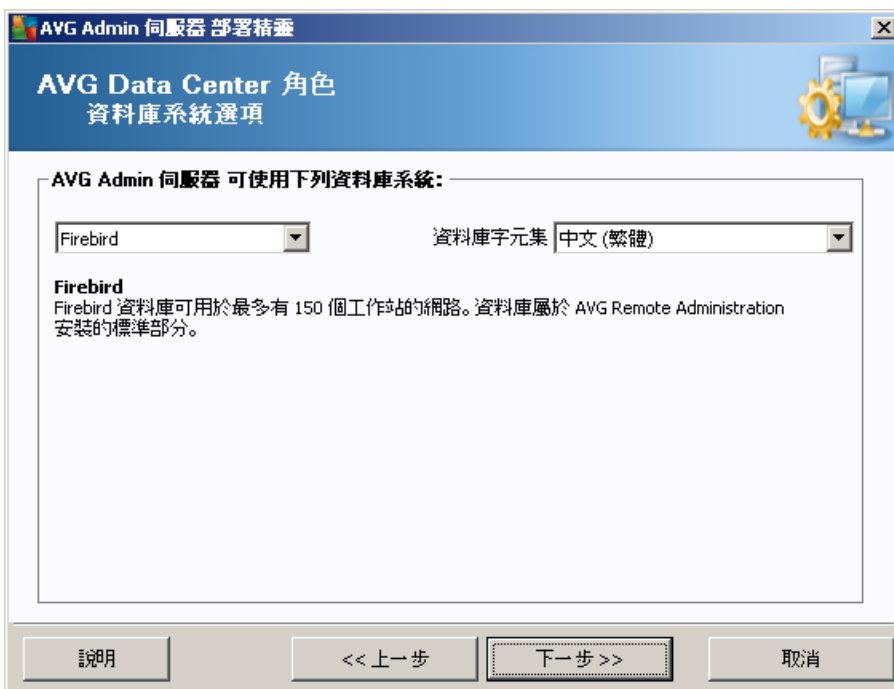 AVG Admin 伺服器 部署精靈
AVG Data Center 角色
資料庫系統選項
AVG Admin 伺服器 可使用下列資料庫系統:
Firebird
資料庫字元集 中文 (繁體)
Firebird
Firebird 資料庫可用於最多有 150 個工作站的網路。資料庫屬於 AVG Remote Administration
安裝的標準部分。
說明
<< 上一步
下一步 >>
取消